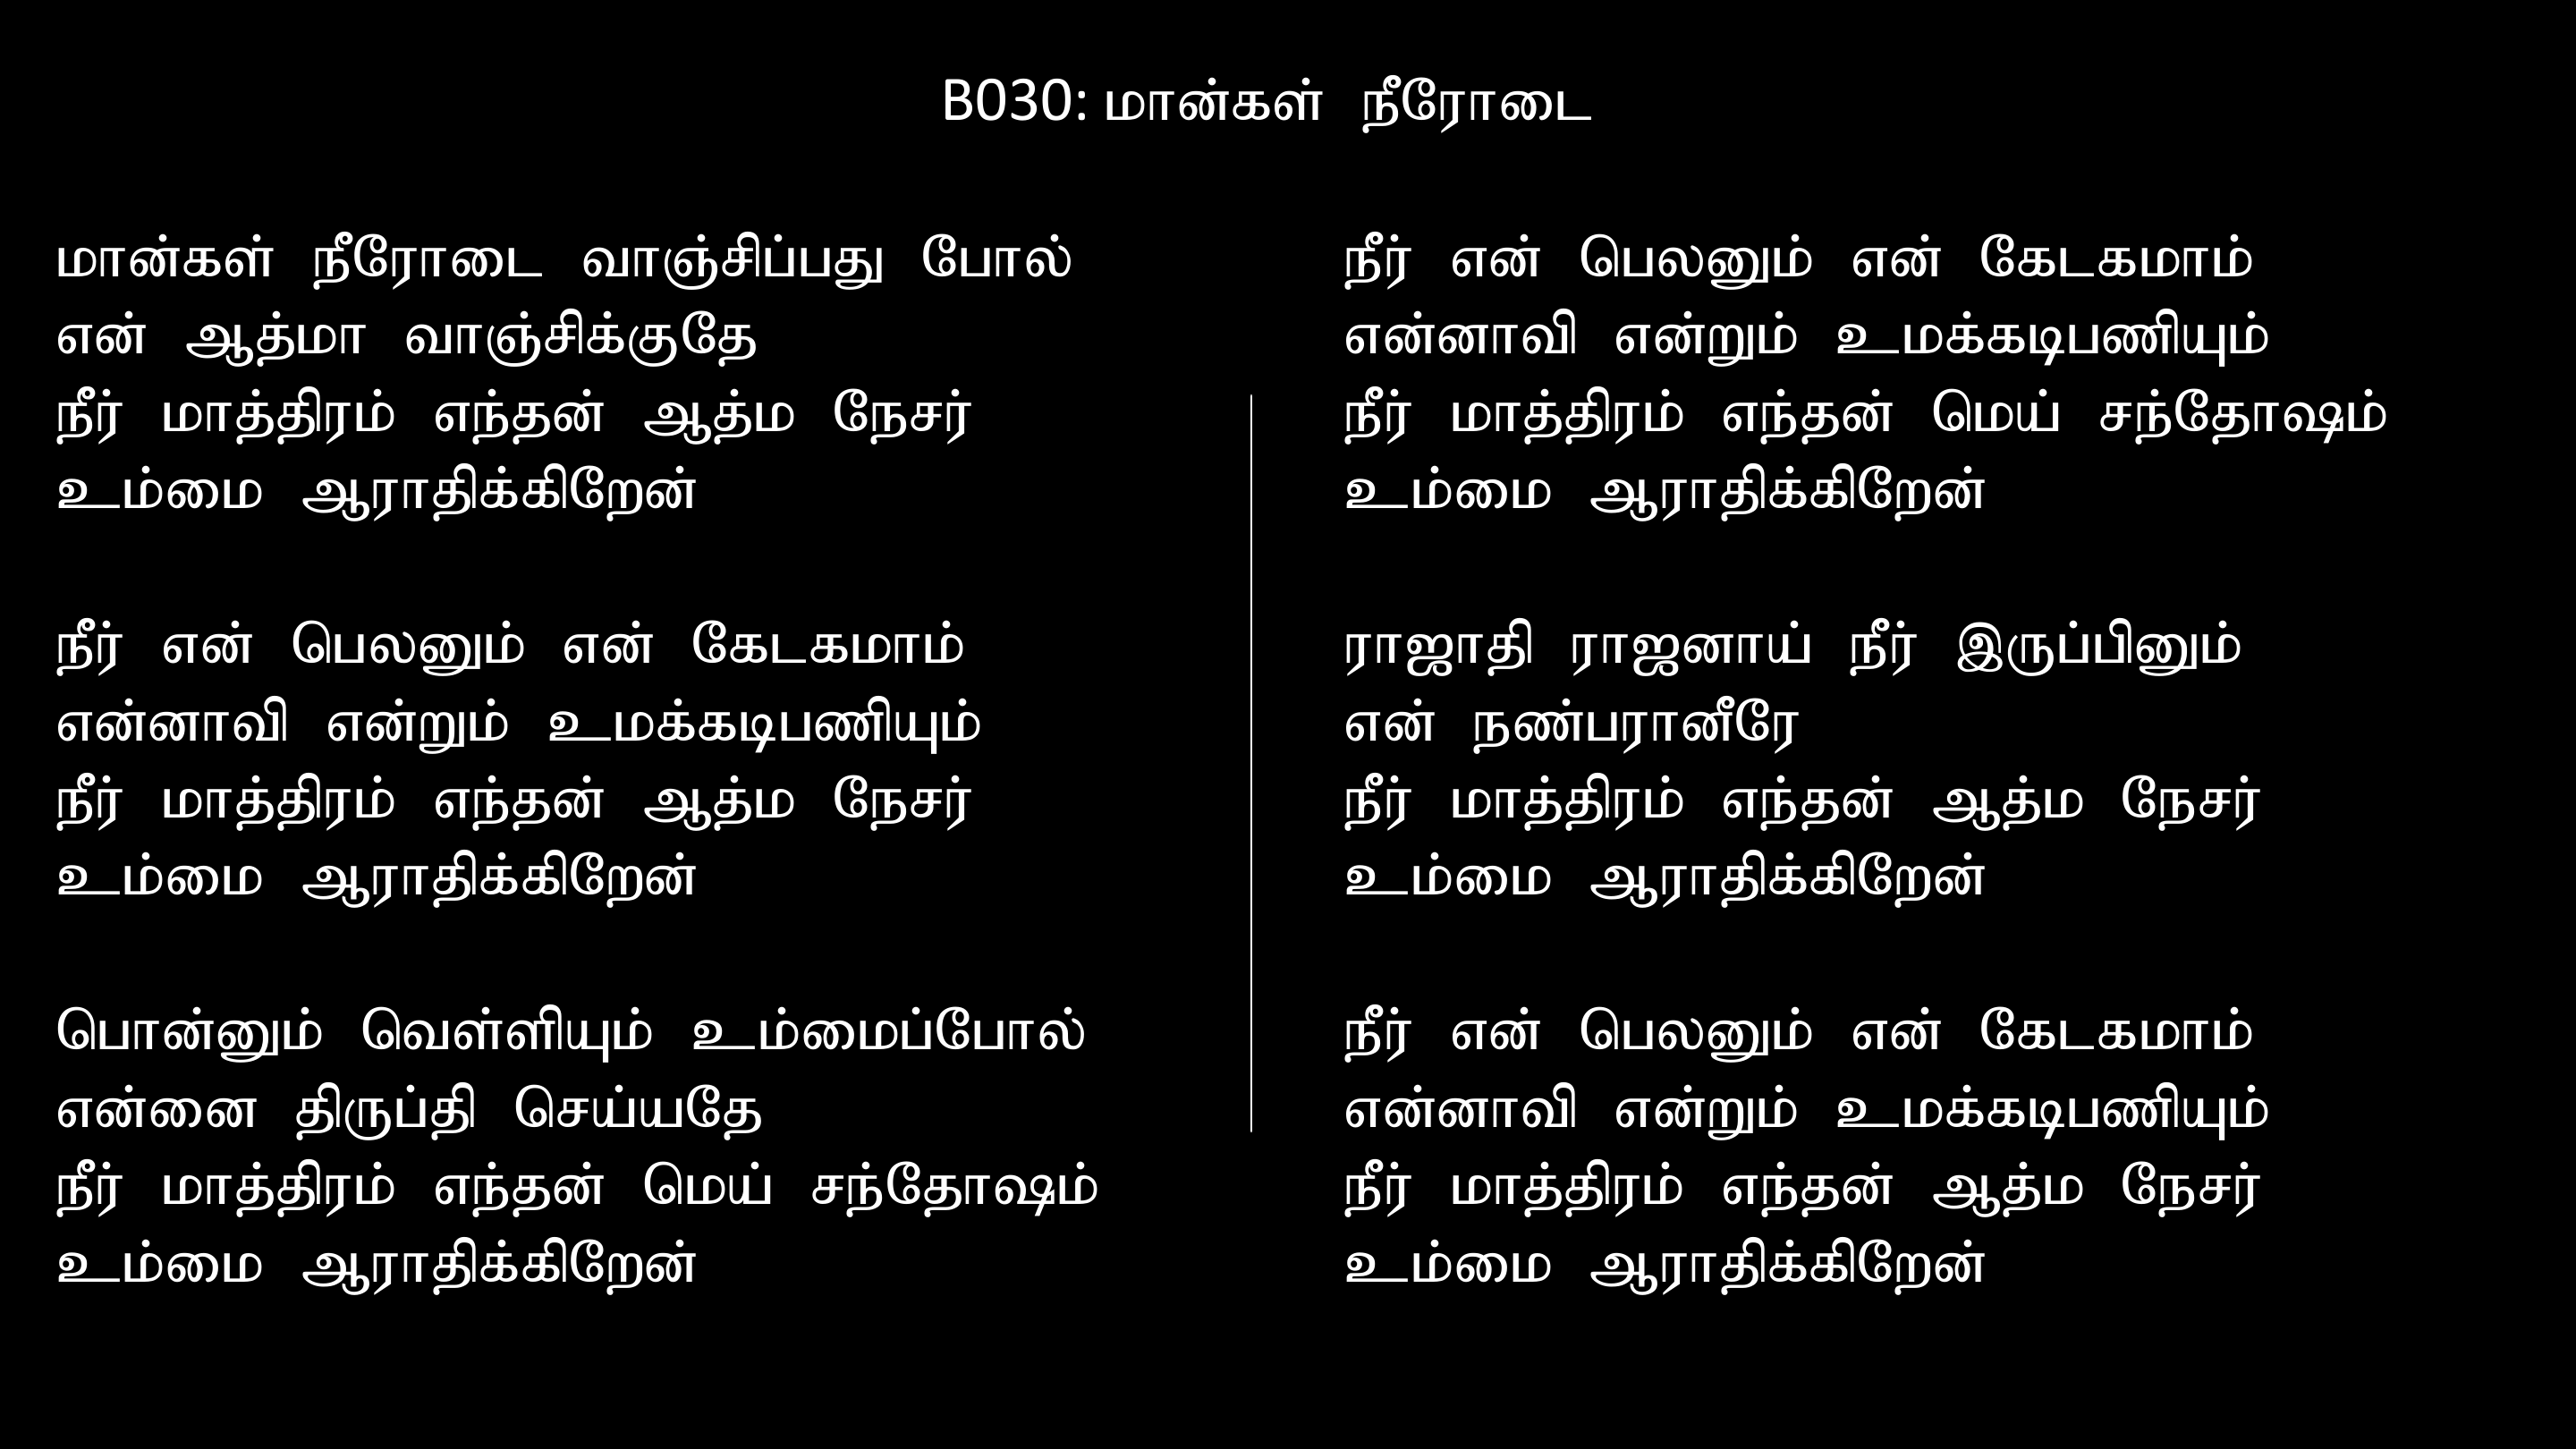 B030: மான்கள் நீரோடை
மான்கள் நீரோடை வாஞ்சிப்பது போல்
என் ஆத்மா வாஞ்சிக்குதே
நீர் மாத்திரம் எந்தன் ஆத்ம நேசர்
உம்மை ஆராதிக்கிறேன்
நீர் என் பெலனும் என் கேடகமாம்
என்னாவி என்றும் உமக்கடிபணியும்
நீர் மாத்திரம் எந்தன் ஆத்ம நேசர்
உம்மை ஆராதிக்கிறேன்
பொன்னும் வெள்ளியும் உம்மைப்போல்
என்னை திருப்தி செய்யதே
நீர் மாத்திரம் எந்தன் மெய் சந்தோஷம்
உம்மை ஆராதிக்கிறேன்
நீர் என் பெலனும் என் கேடகமாம்
என்னாவி என்றும் உமக்கடிபணியும்
நீர் மாத்திரம் எந்தன் மெய் சந்தோஷம்
உம்மை ஆராதிக்கிறேன்
ராஜாதி ராஜனாய் நீர் இருப்பினும்
என் நண்பரானீரே
நீர் மாத்திரம் எந்தன் ஆத்ம நேசர்
உம்மை ஆராதிக்கிறேன்
நீர் என் பெலனும் என் கேடகமாம்
என்னாவி என்றும் உமக்கடிபணியும்
நீர் மாத்திரம் எந்தன் ஆத்ம நேசர்
உம்மை ஆராதிக்கிறேன்